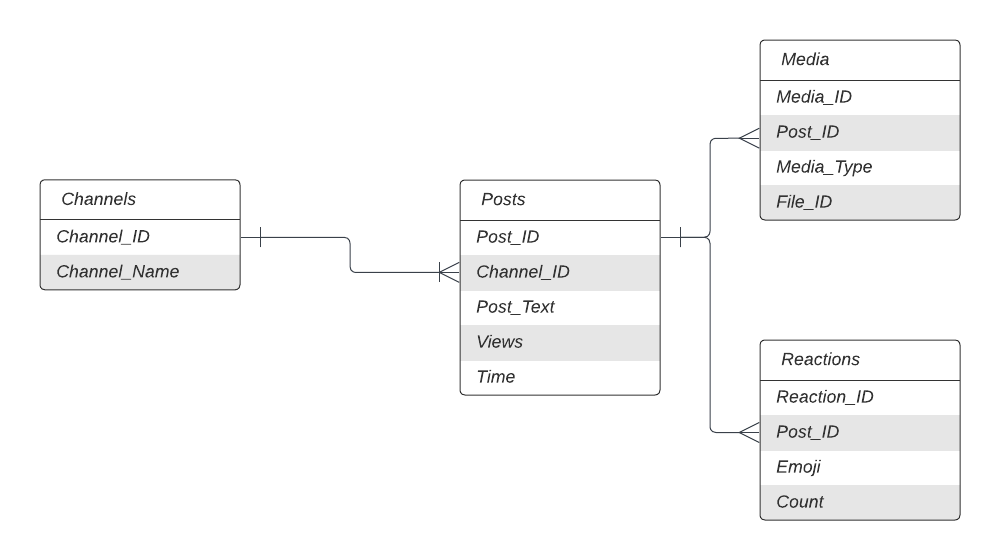 Channels
Channel_ID
Channel_Name
Posts
Post_ID
Channel_ID
Post_Text
Views
Time
Media
Media_ID
Post_ID
Media_Type
File_ID
Reactions
Reaction_ID
Post_ID
Emoji
Count